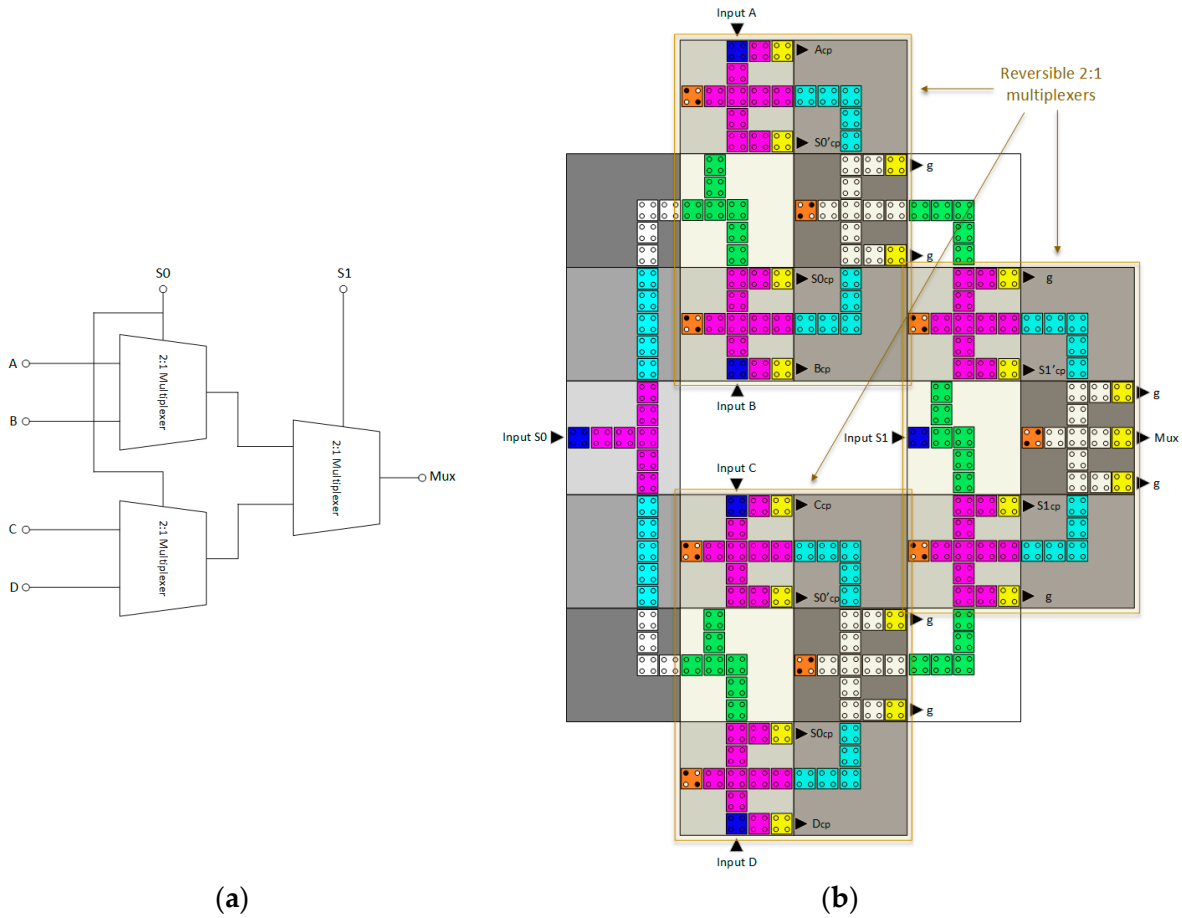 S0
S1
A
B
C
D
2:1 Multiplexer
2:1 Multiplexer
2:1 Multiplexer
Mux
(a)
Input A
Acp
Reversible 2:1
multiplexers
S0'cp
g
g
S0cp
g
Bcp
S1'cp
Input B
g
Input S0
Input S1
Mux
Input C
g
Ccp
S1cp
S0'cp
g
g
g
S0cp
Dcp
Input D
(b)